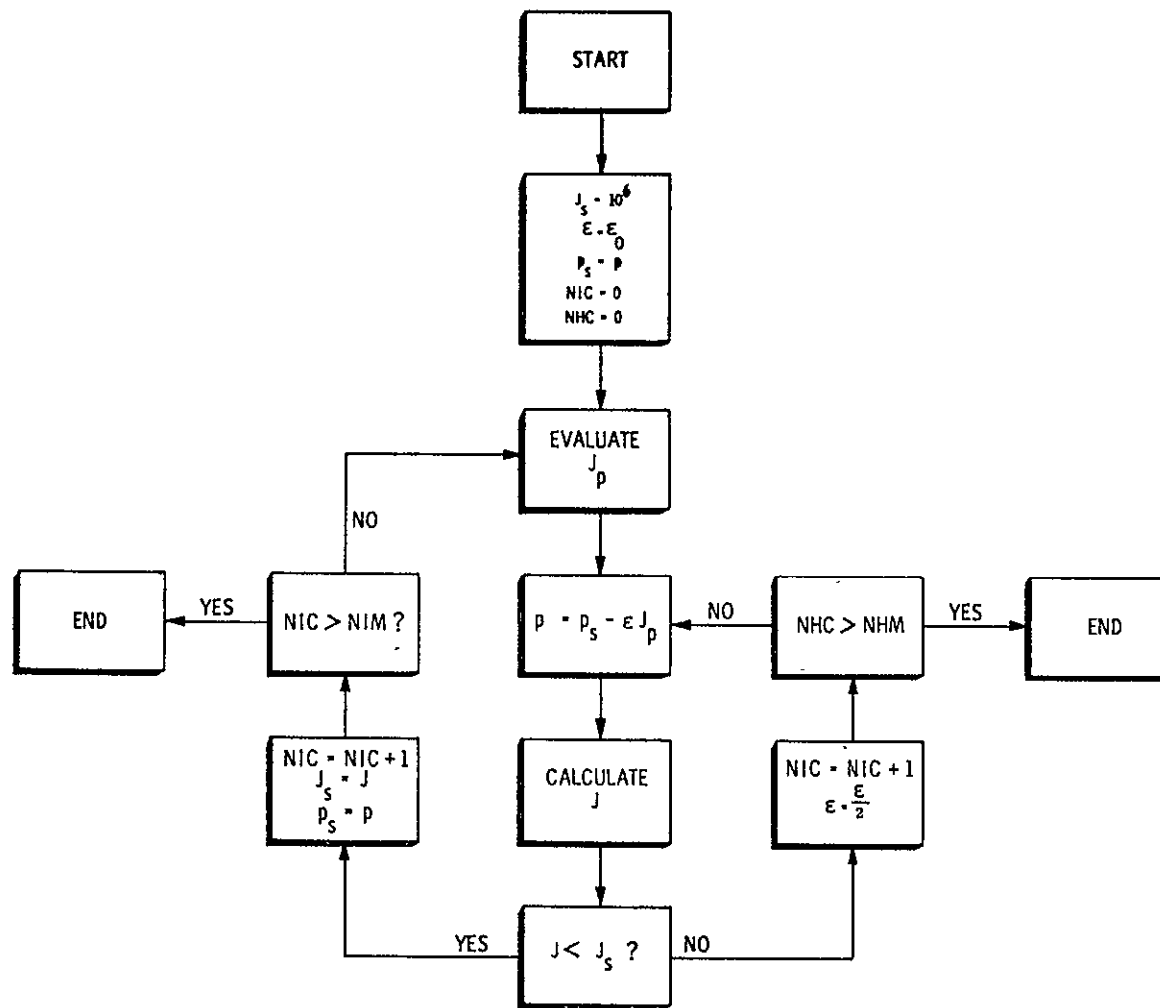 START
J_s = 10^6
ε = ε_0
p_s = p
NIC = 0
NHC = 0
EVALUATE
J_p
NO
END
YES
NIC > NIM ?
p = p_s - ε J_p
NO
NHC > NHM
YES
END
NIC = NIC + 1
J_s = J
p_s = p
CALCULATE
J
NIC = NIC + 1
ε = ε/2
YES
J < J_s ?
NO